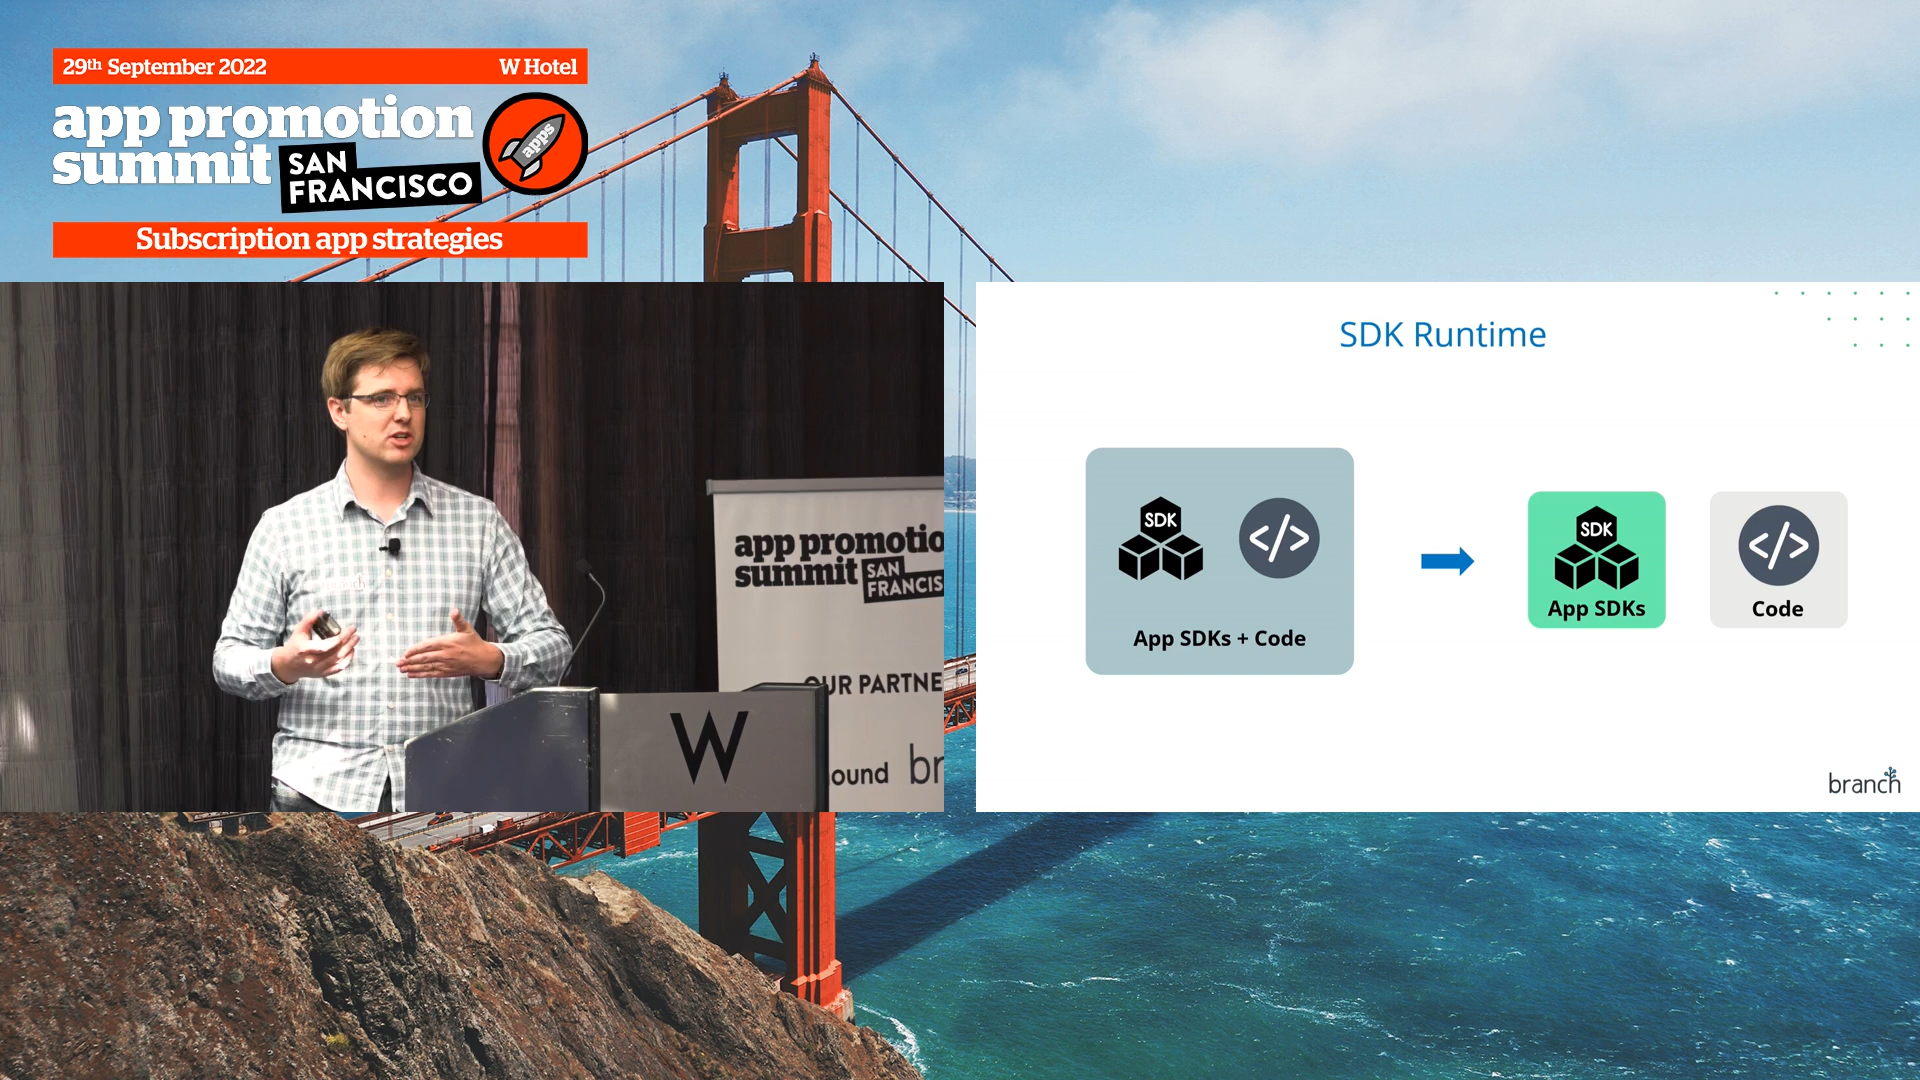 29th September 2022
W Hotel
app promotion
summit SAN
FRANCISCO
apps
Subscription app strategies
SDK Runtime
SDK
</>
App SDKs + Code
SDK
</>
App SDKs
Code
branch
app promotio
summit SAN
FRANCIS
OUR PARTNE
ound br
W